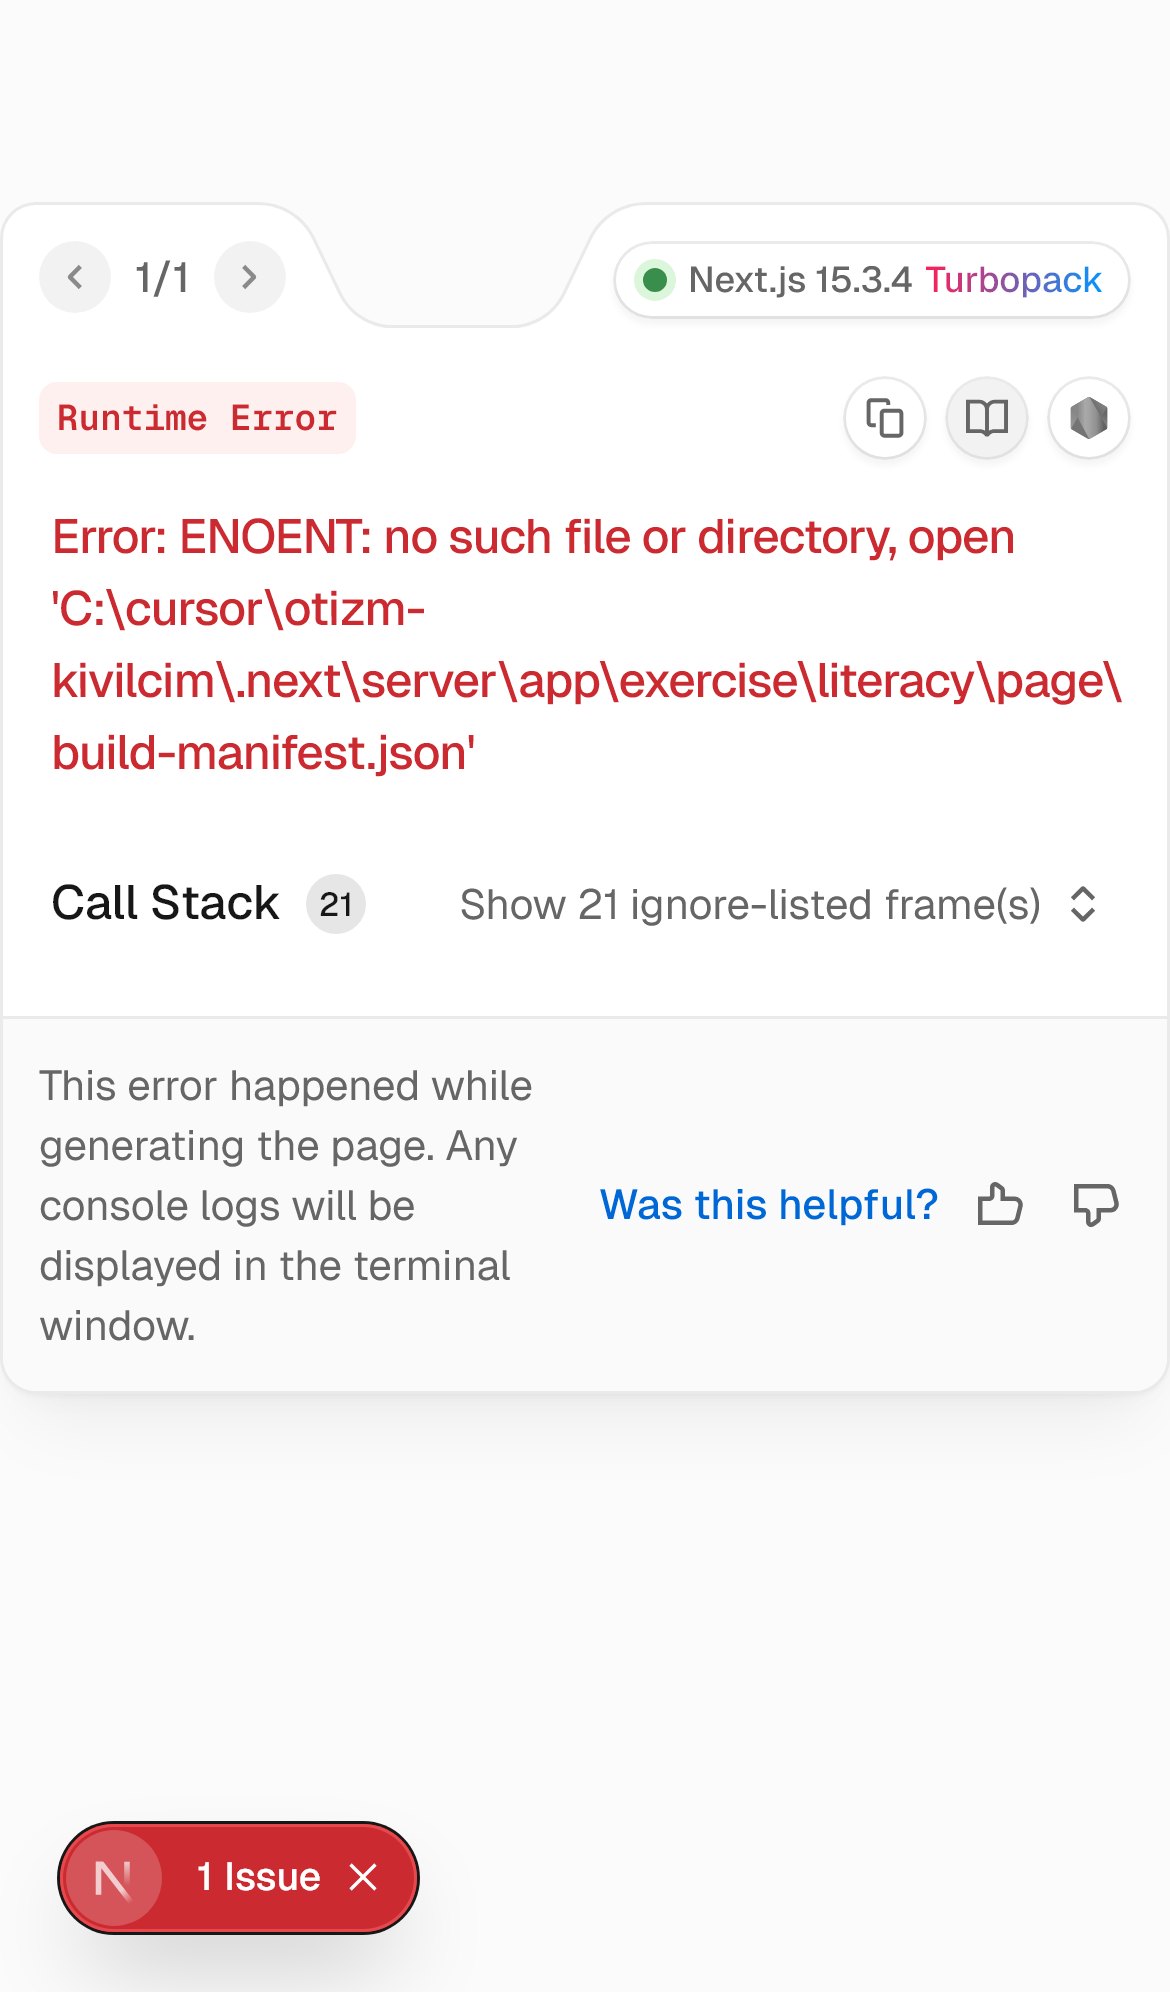 1/1
Next.js 15.3.4 Turbopack
Runtime Error
Error: ENOENT: no such file or directory, open
'C:\cursor\otizm-
kivilcim\.next\server\app\exercise\literacy\page\
build-manifest.json'
Call Stack 21
Show 21 ignore-listed frame(s)
This error happened while
generating the page. Any
console logs will be
displayed in the terminal
window.
Was this helpful?
N 1 Issue